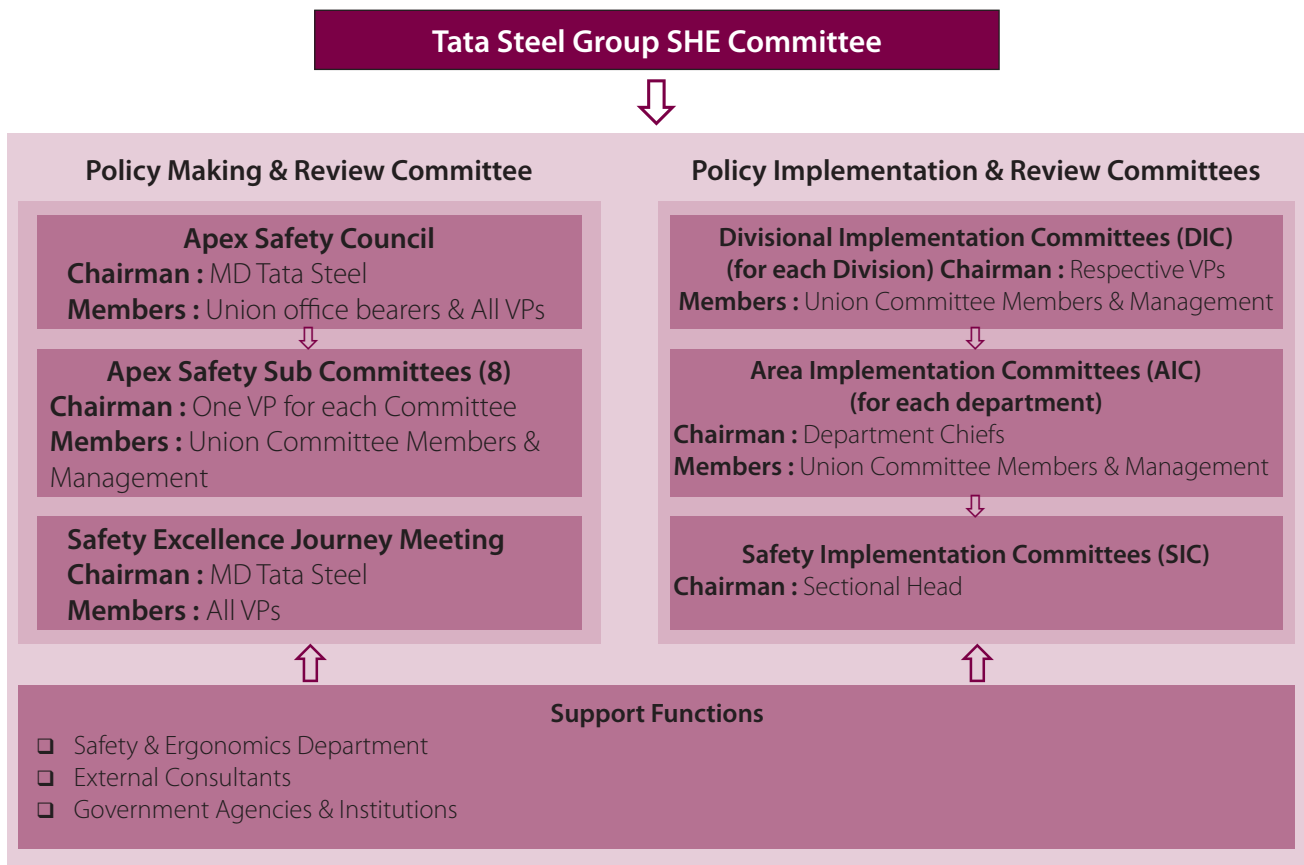 Tata Steel Group SHE Committee
Policy Making & Review Committee
Apex Safety Council
Chairman : MD Tata Steel
Members : Union office bearers & All VPs
Apex Safety Sub Committees (8)
Chairman : One VP for each Committee
Members : Union Committee Members &
Management
Safety Excellence Journey Meeting
Chairman : MD Tata Steel
Members : All VPs
Policy Implementation & Review Committees
Divisional Implementation Committees (DIC)
(for each Division) Chairman : Respective VPs
Members : Union Committee Members & Management
Area Implementation Committees (AIC)
(for each department)
Chairman : Department Chiefs
Members : Union Committee Members & Management
Safety Implementation Committees (SIC)
Chairman : Sectional Head
Support Functions
Safety & Ergonomics Department
External Consultants
Government Agencies & Institutions